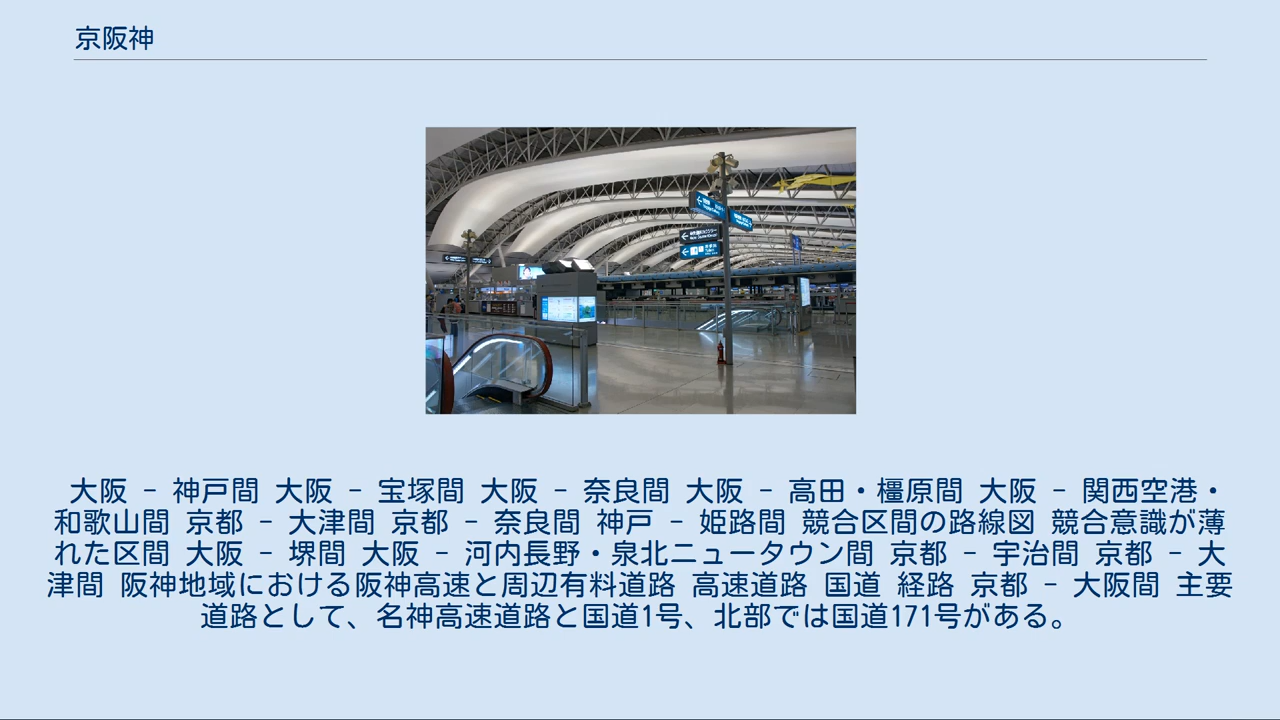 京阪神
大阪 - 神戸間 大阪 - 宝塚間 大阪 - 奈良間 大阪 - 高田・橿原間 大阪 - 関西空港・
和歌山間 京都 - 大津間 京都 - 奈良間 神戸 - 姫路間 競合区間の路線図 競合意識が薄
れた区間 大阪 - 堺間 大阪 - 河内長野・泉北ニュータウン間 京都 - 宇治間 京都 - 大
津間 阪神地域における阪神高速と周辺有料道路 高速道路 国道 経路 京都 - 大阪間 主要
道路として、名神高速道路と国道1号、北部では国道171号がある。